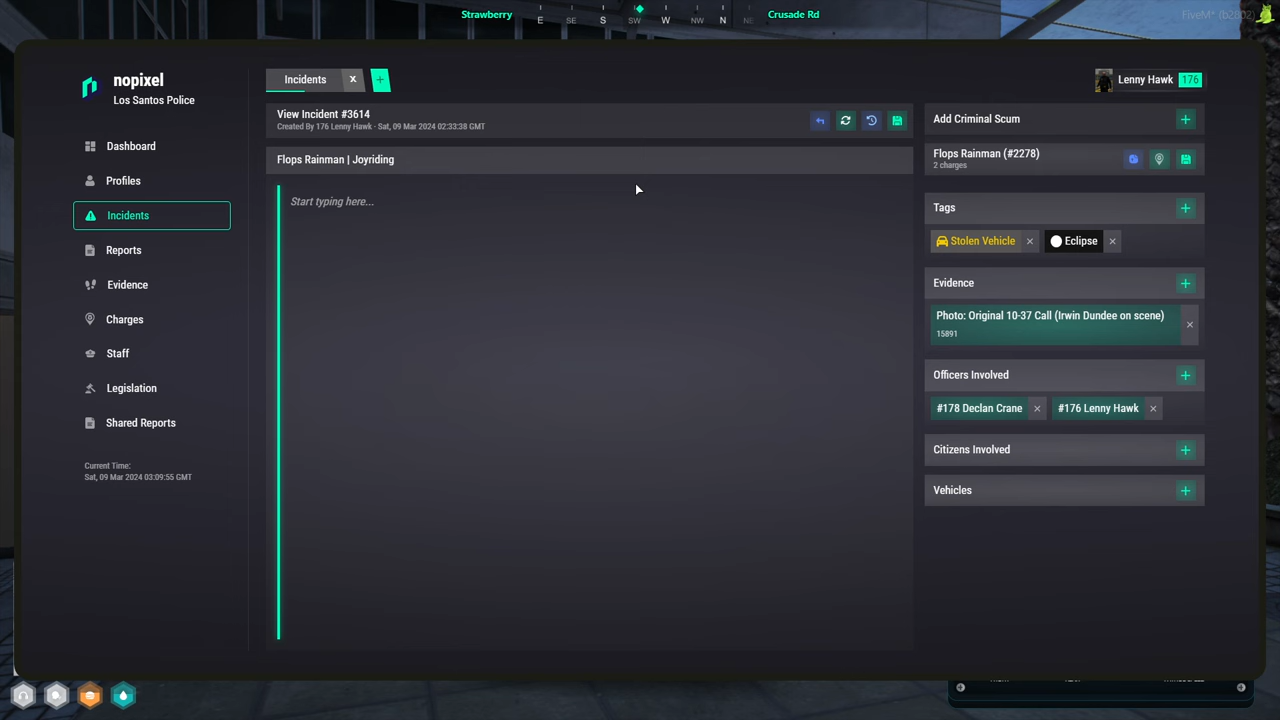 Strawberry
E SE S SW W NW N NE
Crusade Rd
FiveM* (b2802)
nopixel
Los Santos Police
Dashboard
Profiles
Incidents
Reports
Evidence
Charges
Staff
Legislation
Shared Reports
Current Time:
Sat, 09 Mar 2024 03:09:55 GMT
Incidents x +
Lenny Hawk 176
View Incident #3614
Created By 176 Lenny Hawk · Sat, 09 Mar 2024 02:33:38 GMT
Flops Rainman | Joyriding
Start typing here...
Add Criminal Scum
Flops Rainman (#2278)
2 charges
Tags
Stolen Vehicle × Eclipse ×
Evidence
Photo: Original 10-37 Call (Irwin Dundee on scene)
15891
Officers Involved
#178 Declan Crane × #176 Lenny Hawk ×
Citizens Involved
Vehicles